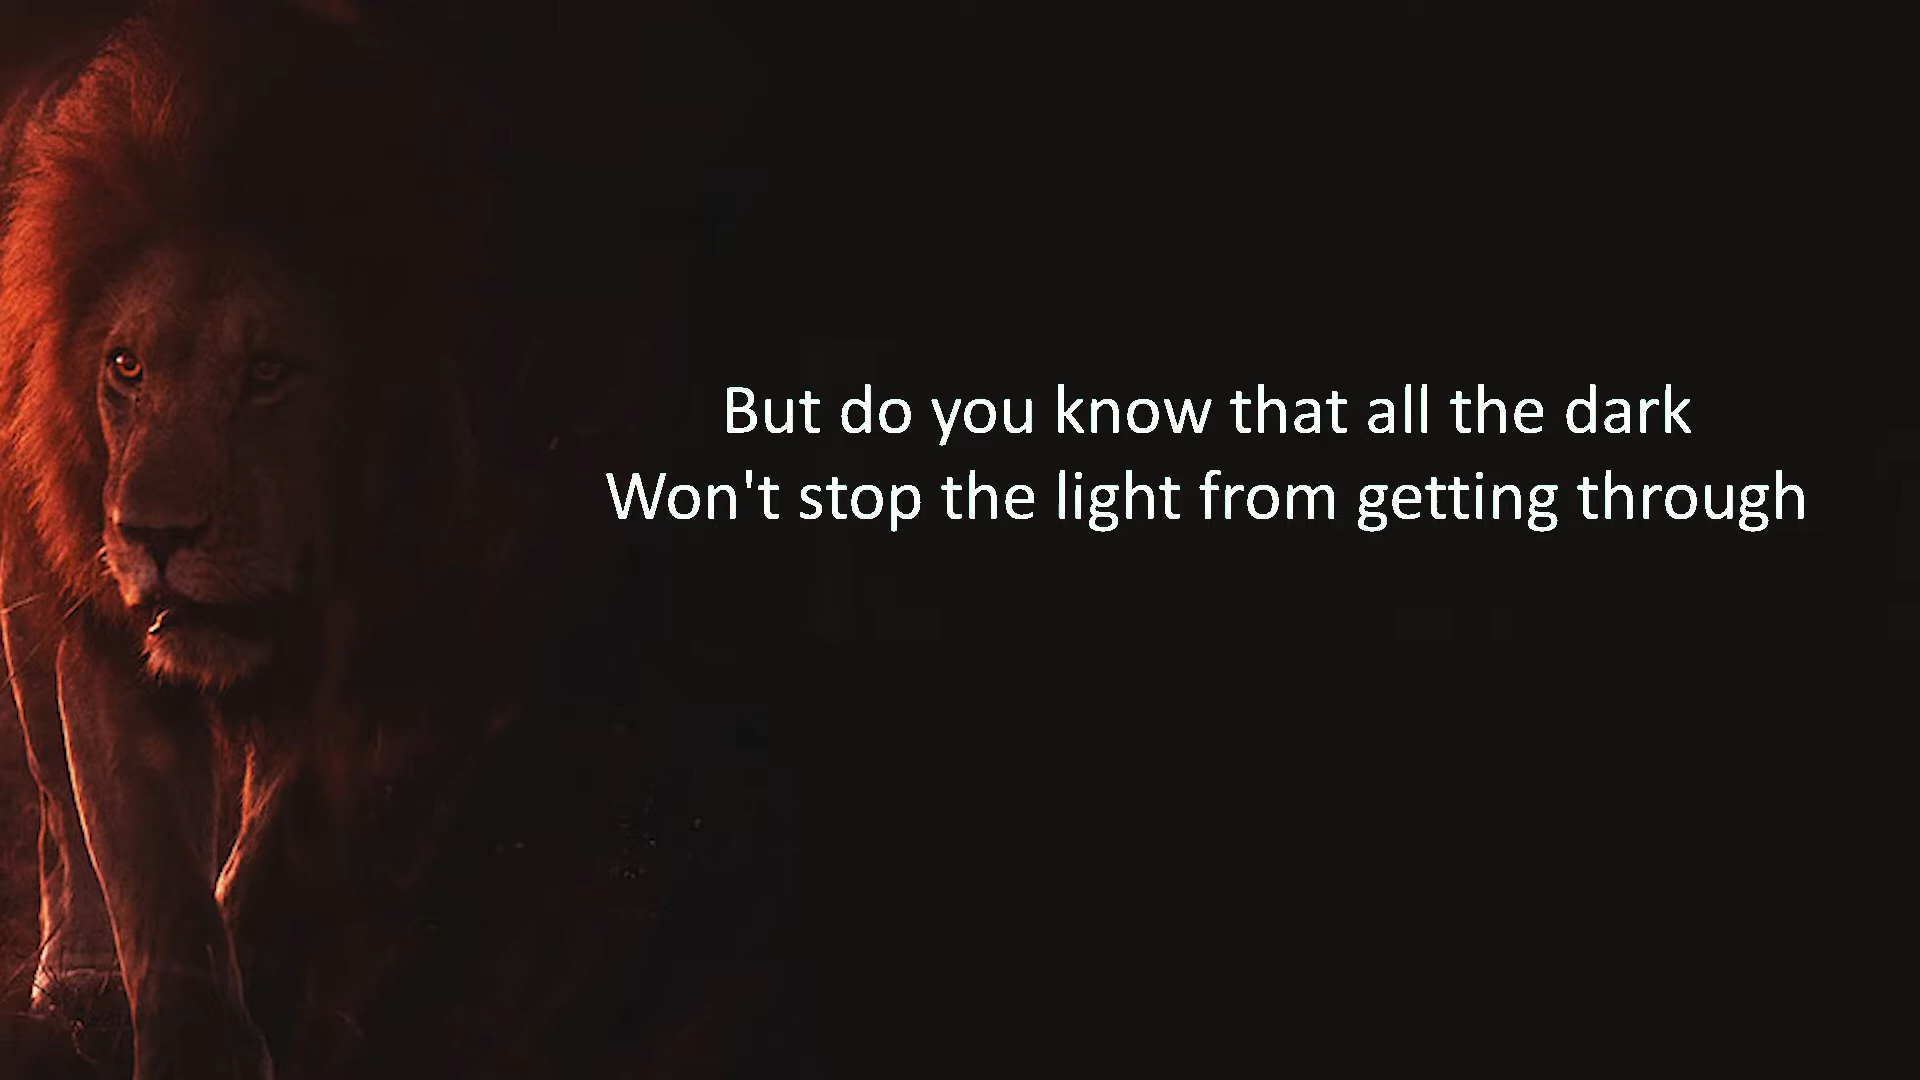 But do you know that all the dark
Won't stop the light from getting through